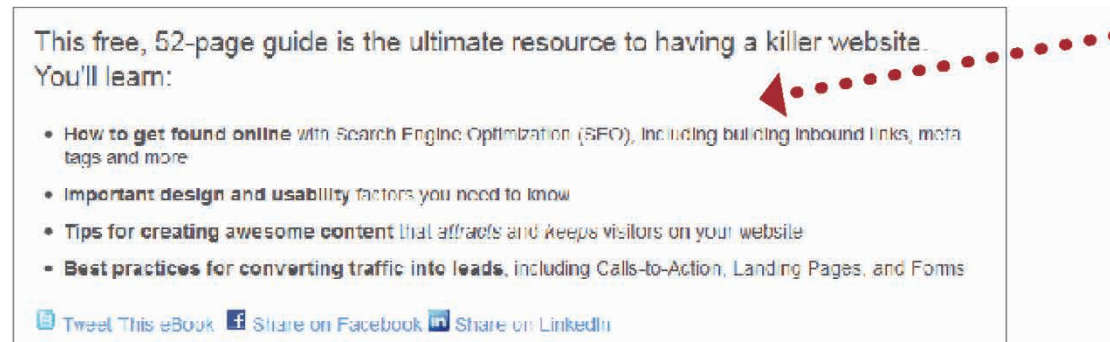 This free, 52-page guide is the ultimate resource to having a killer website.
You'll learn:
• How to get found online with Search Engine Optimization (SEO), including building inbound links, meta
tags and more
• Important design and usability factors you need to know
• Tips for creating awesome content that attracts and keeps visitors on your website
• Best practices for converting traffic into leads, including Calls-to-Action, Landing Pages, and Forms
Tweet This eBook Share on Facebook Share on LinkedIn